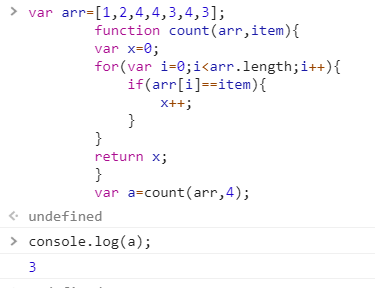 > var arr=[1,2,4,4,3,4,3];
function count(arr,item){
var x=0;
for(var i=0;i<arr.length;i++){
if(arr[i]==item){
x++;
}
}
return x;
}
var a=count(arr,4);
undefined
> console.log(a);
3